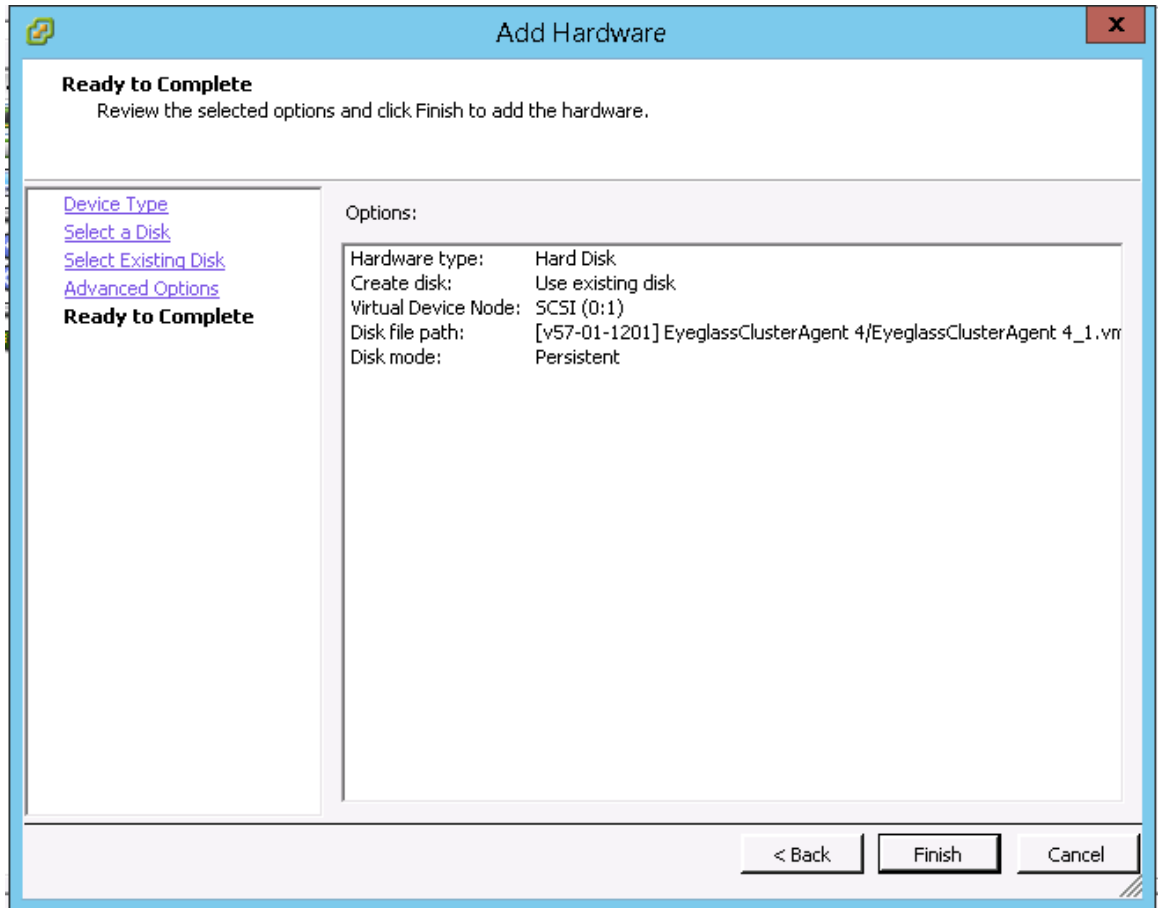 Add Hardware
x
Ready to Complete
Review the selected options and click Finish to add the hardware.
Device Type
Select a Disk
Select Existing Disk
Advanced Options
Ready to Complete
Options:
Hardware type: Hard Disk
Create disk: Use existing disk
Virtual Device Node: SCSI (0:1)
Disk file path: [v57-01-1201] EyeglassClusterAgent 4/EyeglassClusterAgent 4_1.vm
Disk mode: Persistent
< Back Finish Cancel